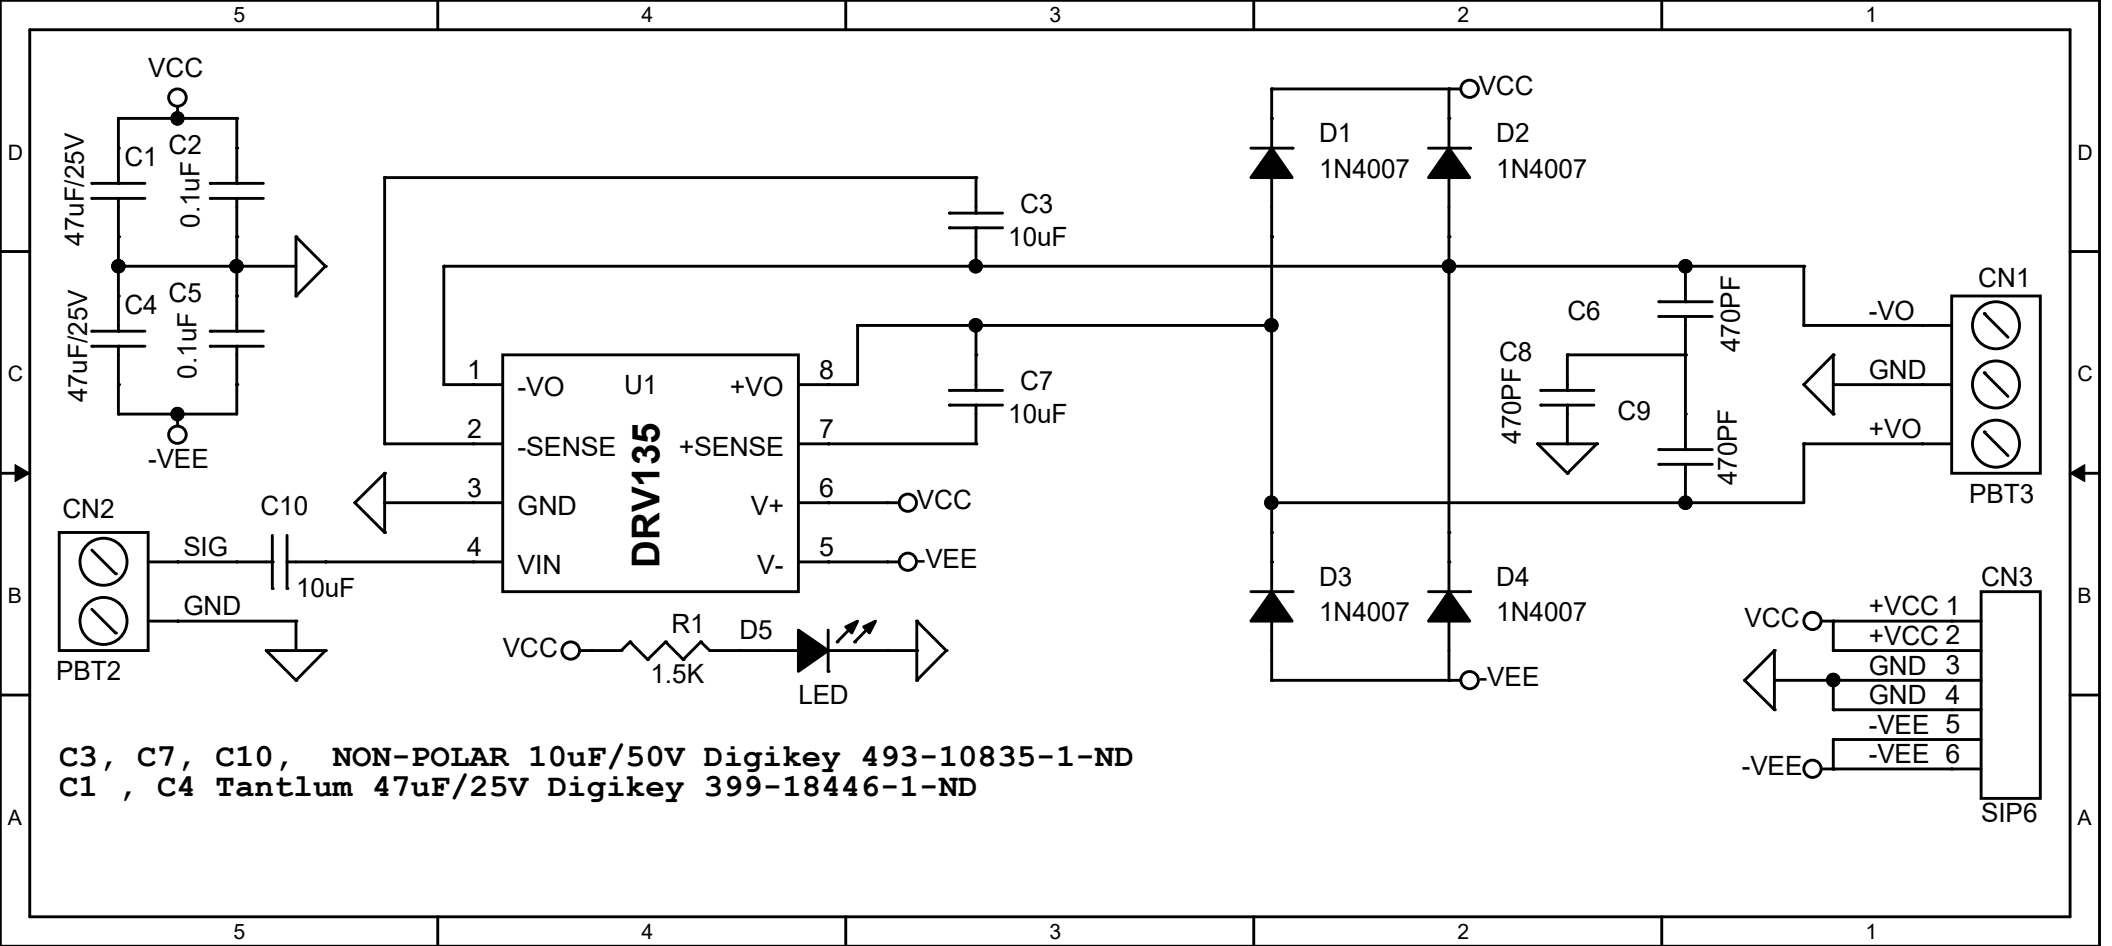 5 4 3 2 1
D
C
B
A
D
C
B
A
VCC
C1
47uF/25V
C2
0.1uF
C4
47uF/25V
C5
0.1uF
-VEE
CN2
SIG
GND
PBT2
C10
10uF
C3
10uF
C7
10uF
1 -VO
2 -SENSE
3 GND
4 VIN
U1
DRV135
+VO 8
+SENSE 7
V+ 6
V- 5
VCC
-VEE
VCC
R1
1.5K
D5
LED
VCC
D1
1N4007
D2
1N4007
D3
1N4007
D4
1N4007
-VEE
C6
470PF
C8
470PF
C9
470PF
CN1
-VO
GND
+VO
PBT3
CN3
VCC
+VCC 1
+VCC 2
GND 3
GND 4
-VEE 5
-VEE 6
-VEE
SIP6
C3, C7, C10, NON-POLAR 10uF/50V Digikey 493-10835-1-ND
C1 , C4 Tantlum 47uF/25V Digikey 399-18446-1-ND
5 4 3 2 1